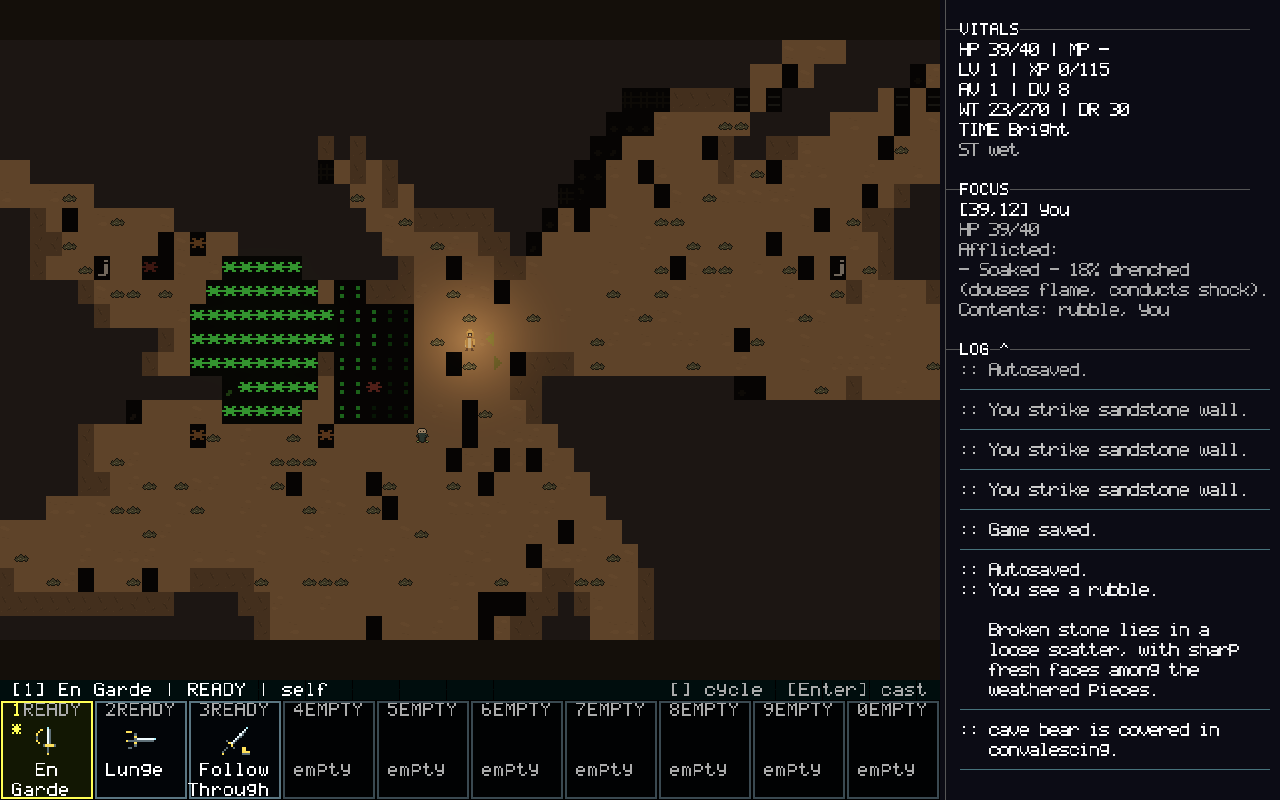 VITALS
HP 39/40 | MP -
LV 1 | XP 0/115
AV 1 | DV 8
WT 23/270 | DR 30
TIME Bright
ST wet
FOCUS
[39,12] You
HP 39/40
Afflicted:
- Soaked - 18% drenched
(douses flame, conducts shock).
Contents: rubble, You
LOG ^
:: Autosaved.
:: You strike sandstone wall.
:: You strike sandstone wall.
:: You strike sandstone wall.
:: Game saved.
:: Autosaved.
:: You see a rubble.
Broken stone lies in a
loose scatter, with sharp
fresh faces among the
weathered pieces.
:: cave bear is covered in
convalescing.
j
j
[1] En Garde | READY | self
[] cycle [Enter] cast
1READY 2READY 3READY 4EMPTY 5EMPTY 6EMPTY 7EMPTY 8EMPTY 9EMPTY 0EMPTY
*
En Lunge Follow empty empty empty empty empty empty empty
Garde Through